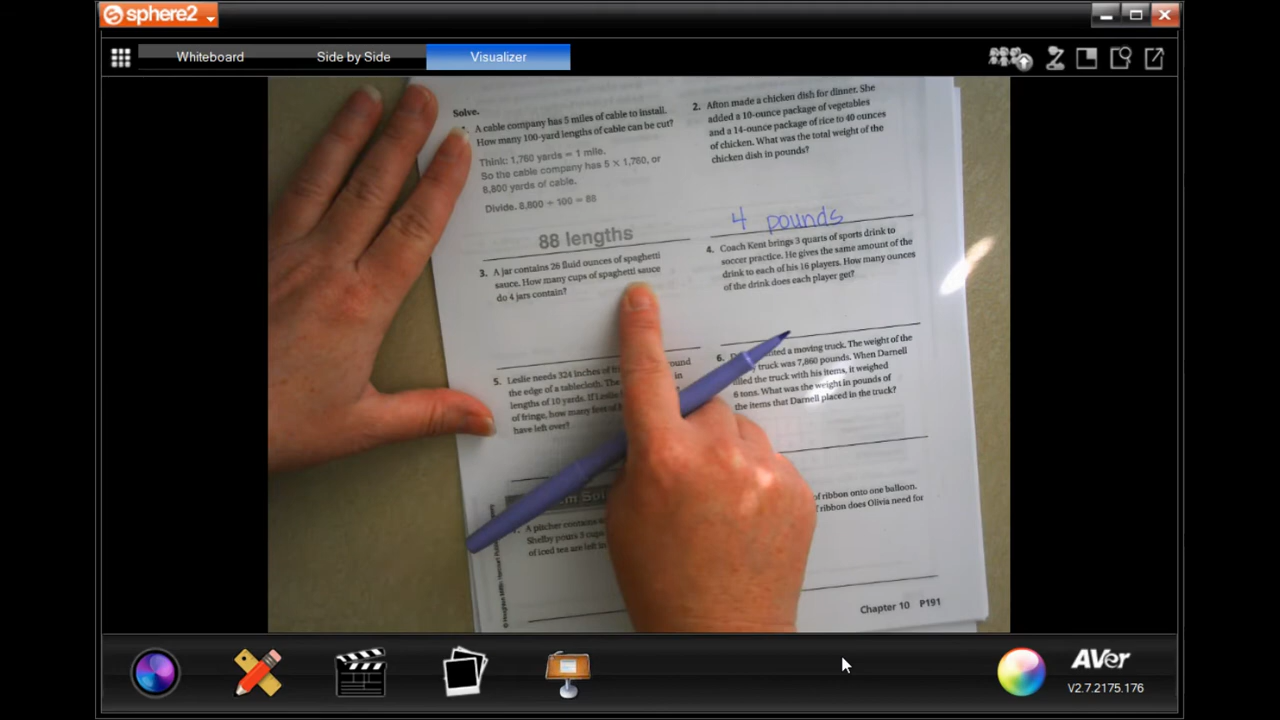 sphere2
Whiteboard
Side by Side
Visualizer
Solve.
A cable company has 5 miles of cable to install.
How many 100-yard lengths of cable can be cut?
Think: 1,760 yards = 1 mile.
So the cable company has 5 × 1,760, or
8,800 yards of cable.
Divide. 8,800 ÷ 100 = 88
88 lengths
2. Afton made a chicken dish for dinner. She
added a 10-ounce package of vegetables
and a 14-ounce package of rice to 40 ounces
of chicken. What was the total weight of the
chicken dish in pounds?
4 pounds
3. A jar contains 26 fluid ounces of spaghetti
sauce. How many cups of spaghetti sauce
do 4 jars contain?
4. Coach Kent brings 3 quarts of sports drink to
soccer practice. He gives the same amount of the
drink to each of his 16 players. How many ounces
of the drink does each player get?
5. Leslie needs 324 inches of
the edge of a tablecloth. The in
lengths of 10 yards. If Leslie
of fringe, how many feet of
have left over?
6. a moving truck. The weight of the
truck was 7,860 pounds. When Darnell
filled the truck with his items, it weighed
6 tons. What was the weight in pounds of
the items that Darnell placed in the truck?
A pitcher contains
Shelby pours 3 cups
of iced tea are left in
of ribbon onto one balloon.
ribbon does Olivia need for
Chapter 10 P191
AVer
V2.7.2175.176